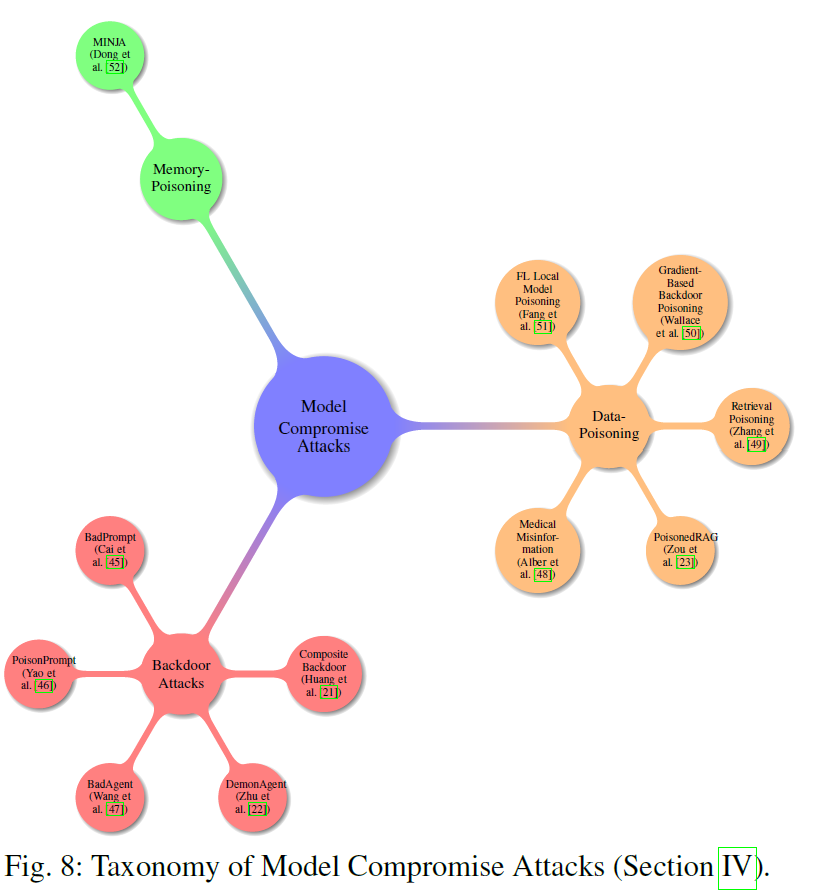 MINJA
(Dong et
al. [52])
Memory-
Poisoning
FL Local
Model
Poisoning
(Fang et
al. [51])
Gradient-
Based
Backdoor
Poisoning
(Wallace
et al. [50])
Model
Compromise
Attacks
Data-
Poisoning
Retrieval
Poisoning
(Zhang et
al. [49])
Medical
Misinfor-
mation
(Alber et
al. [48])
PoisonedRAG
(Zou et
al. [23])
BadPrompt
(Cai et
al. [45])
PoisonPrompt
(Yao et
al. [46])
Backdoor
Attacks
Composite
Backdoor
(Huang et
al. [21])
BadAgent
(Wang et
al. [47])
DemonAgent
(Zhu et
al. [22])
Fig. 8: Taxonomy of Model Compromise Attacks (Section IV).